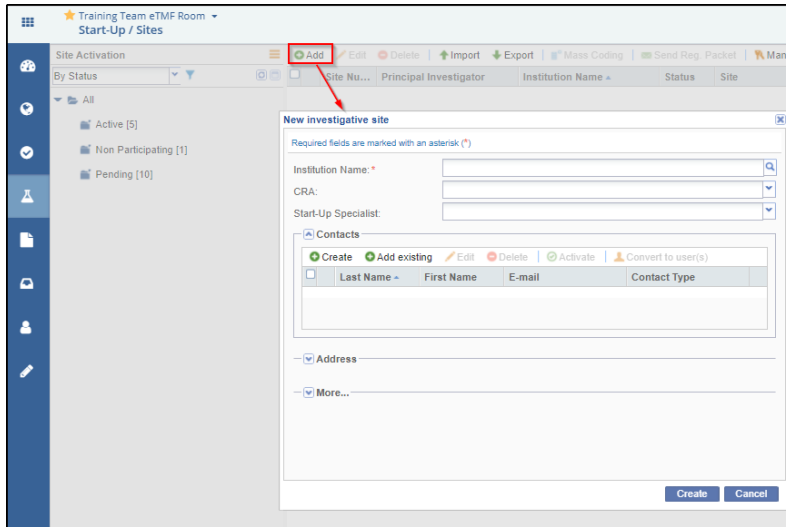 Training Team eTMF Room
Start-Up / Sites
Site Activation
Add Edit Delete Import Export Mass Coding Send Reg. Packet Man
By Status
Site Nu... Principal Investigator Institution Name Status Site
All
Active [5]
Non Participating [1]
Pending [10]
New investigative site
Required fields are marked with an asterisk (*)
Institution Name:*
CRA:
Start-Up Specialist:
Contacts
Create Add existing Edit Delete Activate Convert to user(s)
Last Name First Name E-mail Contact Type
Address
More...
Create Cancel